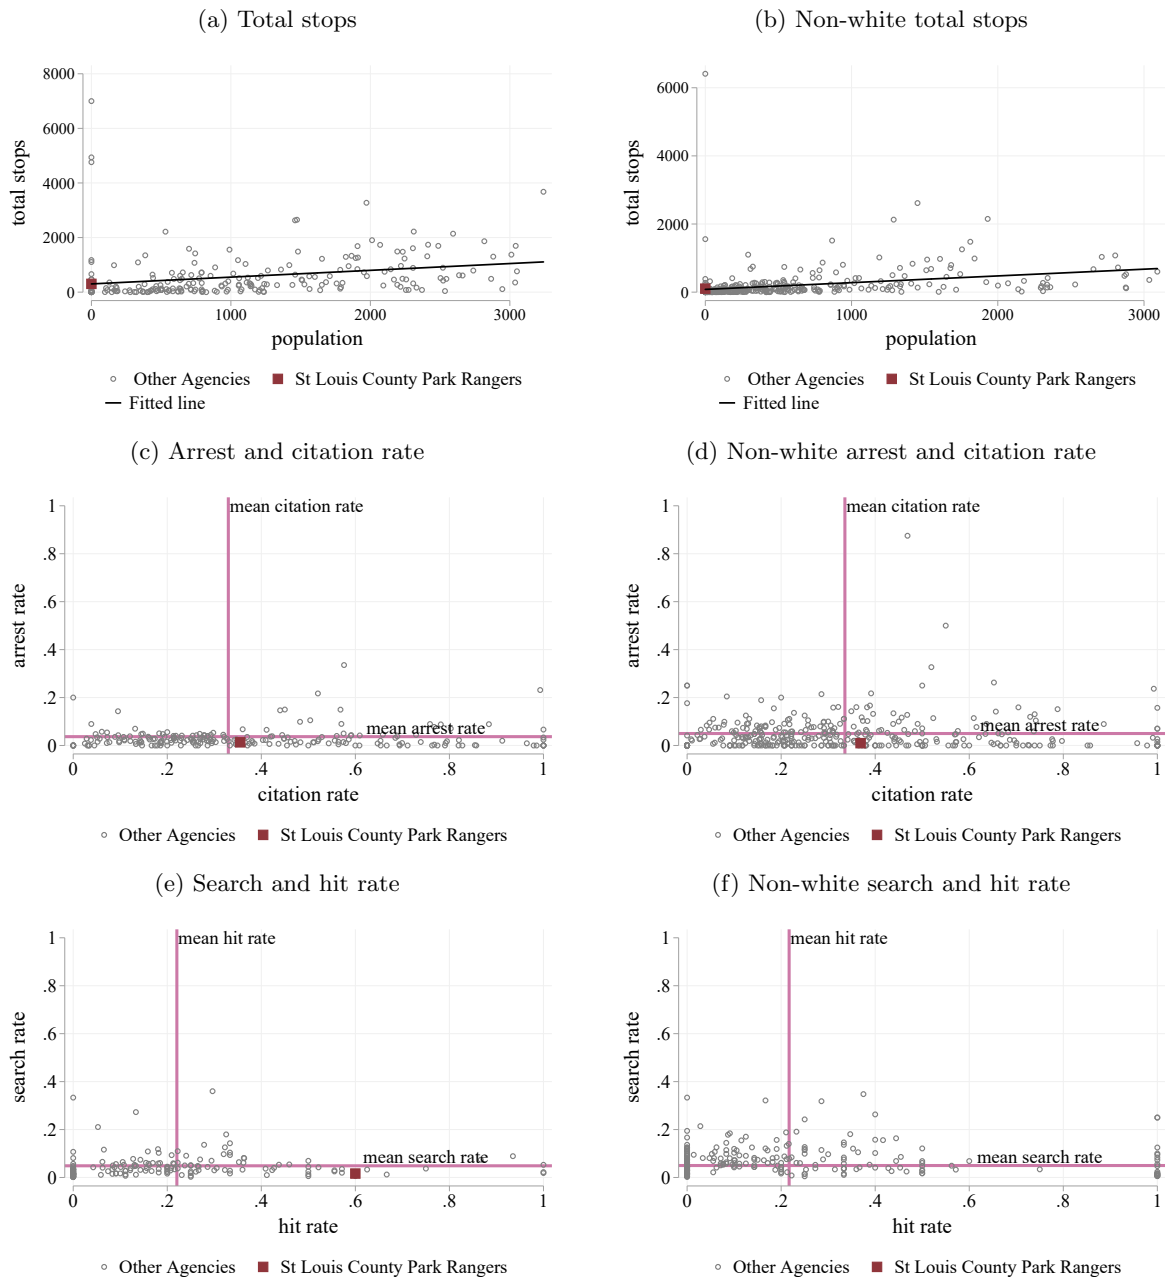 (a) Total stops
(b) Non-white total stops
total stops
8000
6000
4000
2000
0
0 1000 2000 3000
population
Other Agencies St Louis County Park Rangers
Fitted line
total stops
6000
4000
2000
0
0 1000 2000 3000
population
Other Agencies St Louis County Park Rangers
Fitted line
(c) Arrest and citation rate
(d) Non-white arrest and citation rate
arrest rate
1
.8
.6
.4
.2
0
mean citation rate
mean arrest rate
0 .2 .4 .6 .8 1
citation rate
Other Agencies St Louis County Park Rangers
arrest rate
1
.8
.6
.4
.2
0
mean citation rate
mean arrest rate
0 .2 .4 .6 .8 1
citation rate
Other Agencies St Louis County Park Rangers
(e) Search and hit rate
(f) Non-white search and hit rate
search rate
1
.8
.6
.4
.2
0
mean hit rate
mean search rate
0 .2 .4 .6 .8 1
hit rate
Other Agencies St Louis County Park Rangers
search rate
1
.8
.6
.4
.2
0
mean hit rate
mean search rate
0 .2 .4 .6 .8 1
hit rate
Other Agencies St Louis County Park Rangers